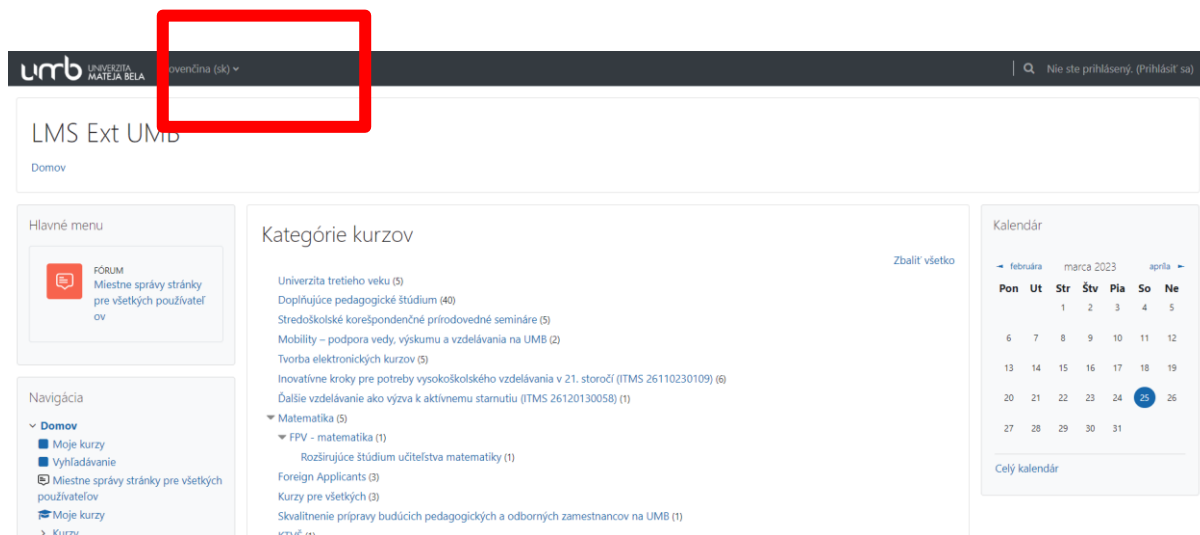 umb UNIVERZITA
MATEJA BELA
ovenčina (sk)
Nie ste prihlásený. (Prihlásiť sa)
LMS Ext UMB
Domov
Hlavné menu
FÓRUM
Miestne správy stránky
pre všetkých používateľ
ov
Navigácia
Domov
Moje kurzy
Vyhľadávanie
Miestne správy stránky pre všetkých
používateľov
Moje kurzy
Kurzy
Kategórie kurzov
Zbaliť všetko
Univerzita tretieho veku (5)
Doplňujúce pedagogické štúdium (40)
Stredoškolské korešpondenčné prírodovedné semináre (5)
Mobility – podpora vedy, výskumu a vzdelávania na UMB (2)
Tvorba elektronických kurzov (5)
Inovatívne kroky pre potreby vysokoškolského vzdelávania v 21. storočí (ITMS 26110230109) (6)
Ďalšie vzdelávanie ako výzva k aktívnemu starnutiu (ITMS 26120130058) (1)
Matematika (5)
FPV - matematika (1)
Rozširujúce štúdium učiteľstva matematiky (1)
Foreign Applicants (3)
Kurzy pre všetkých (3)
Skvalitnenie prípravy budúcich pedagogických a odborných zamestnancov na UMB (1)
KTVŠ (1)
Kalendár
◄ februára marca 2023 apríla ►
Pon Ut Str Štv Pia So Ne
1 2 3 4 5
6 7 8 9 10 11 12
13 14 15 16 17 18 19
20 21 22 23 24 25 26
27 28 29 30 31
Celý kalendár